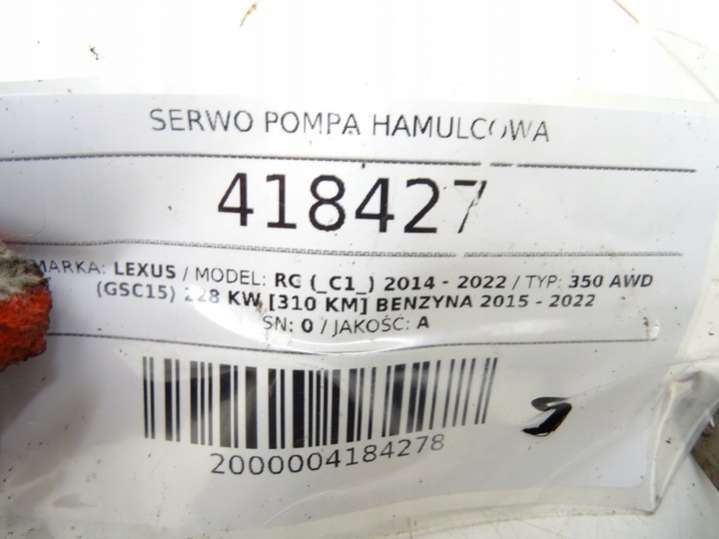 SERWO POMPA HAMULCOWA
418427
MARKA: LEXUS / MODEL: RC (_C1_) 2014 - 2022 / TYP: 350 AWD
(GSC15) 228 KW [310 KM] BENZYNA 2015 - 2022
SN: 0 / JAKOŚĆ: A
2000004184278